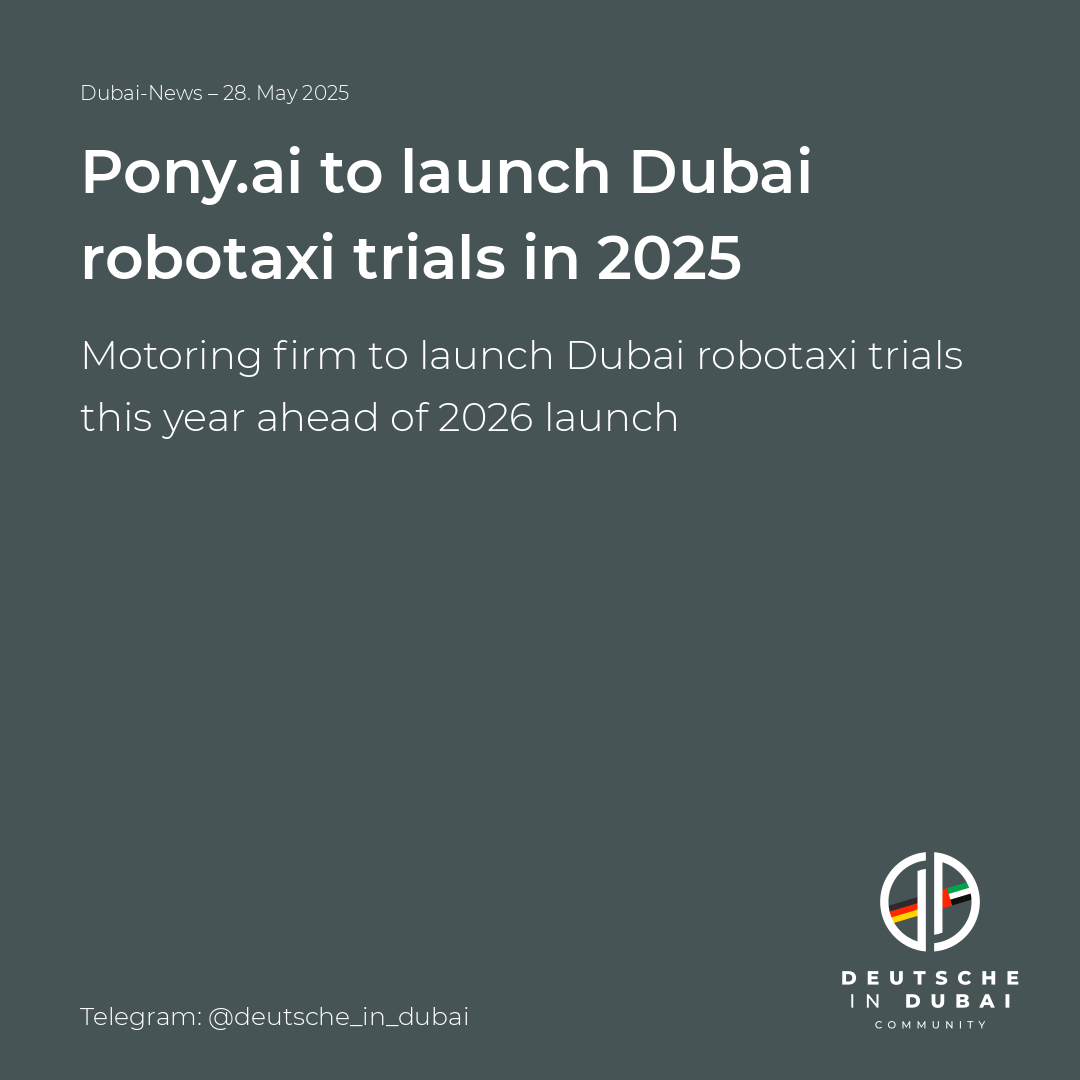 Dubai-News – 28. May 2025
Pony.ai to launch Dubai
robotaxi trials in 2025
Motoring firm to launch Dubai robotaxi trials
this year ahead of 2026 launch
DEUTSCHE
IN DUBAI
COMMUNITY
Telegram: @deutsche_in_dubai